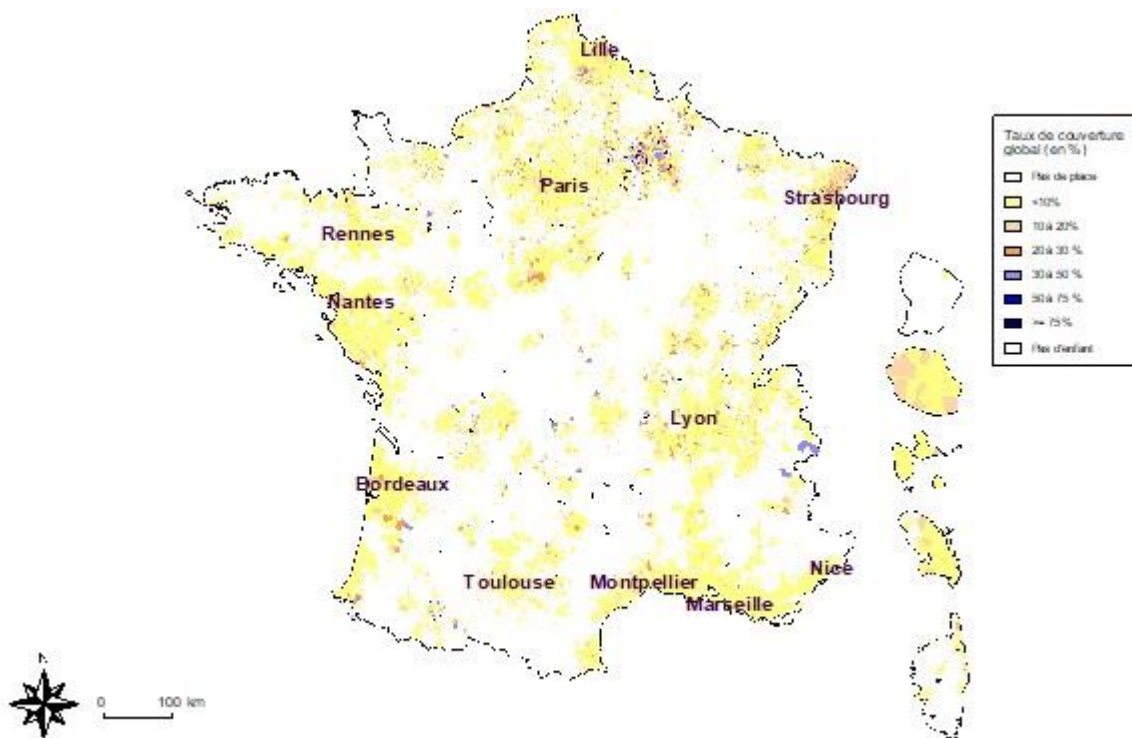 Lille
Paris
Strasbourg
Rennes
Nantes
Lyon
Bordeaux
Toulouse
Montpellier
Nice
Marseille
Taux de couverture
global (en %)
Pas de place
<10%
10 à 20%
20 à 30 %
30 à 50 %
50 à 75 %
>= 75%
Pas d'enfant
N
0 100 km